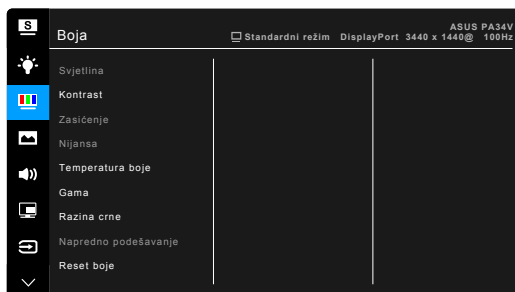 S
Boja
Standardni režim DisplayPort 3440 x 1440@ 100Hz
ASUS PA34V
Svjetlina
Kontrast
Zasićenje
Nijansa
Temperatura boje
Gama
Razina crne
Napredno podešavanje
Reset boje